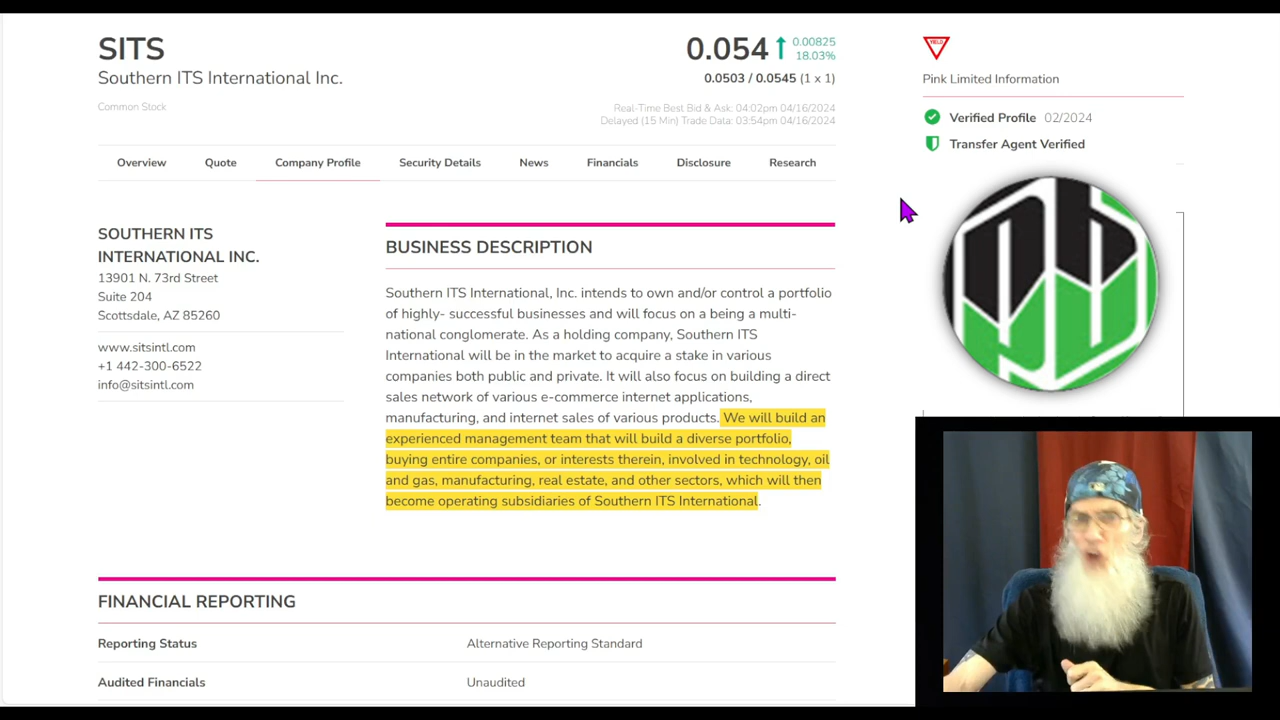 SITS
Southern ITS International Inc.
Common Stock
0.054
0.00825
18.03%
0.0503 / 0.0545 (1 x 1)
Real-Time Best Bid & Ask: 04:02pm 04/16/2024
Delayed (15 Min) Trade Data: 03:54pm 04/16/2024
YIELD
Pink Limited Information
Verified Profile 02/2024
Transfer Agent Verified
Overview Quote Company Profile Security Details News Financials Disclosure Research
SOUTHERN ITS
INTERNATIONAL INC.
13901 N. 73rd Street
Suite 204
Scottsdale, AZ 85260
www.sitsintl.com
+1 442-300-6522
info@sitsintl.com
BUSINESS DESCRIPTION
Southern ITS International, Inc. intends to own and/or control a portfolio
of highly- successful businesses and will focus on a being a multi-
national conglomerate. As a holding company, Southern ITS
International will be in the market to acquire a stake in various
companies both public and private. It will also focus on building a direct
sales network of various e-commerce internet applications,
manufacturing, and internet sales of various products. We will build an
experienced management team that will build a diverse portfolio,
buying entire companies, or interests therein, involved in technology, oil
and gas, manufacturing, real estate, and other sectors, which will then
become operating subsidiaries of Southern ITS International.
FINANCIAL REPORTING
Reporting Status Alternative Reporting Standard
Audited Financials Unaudited